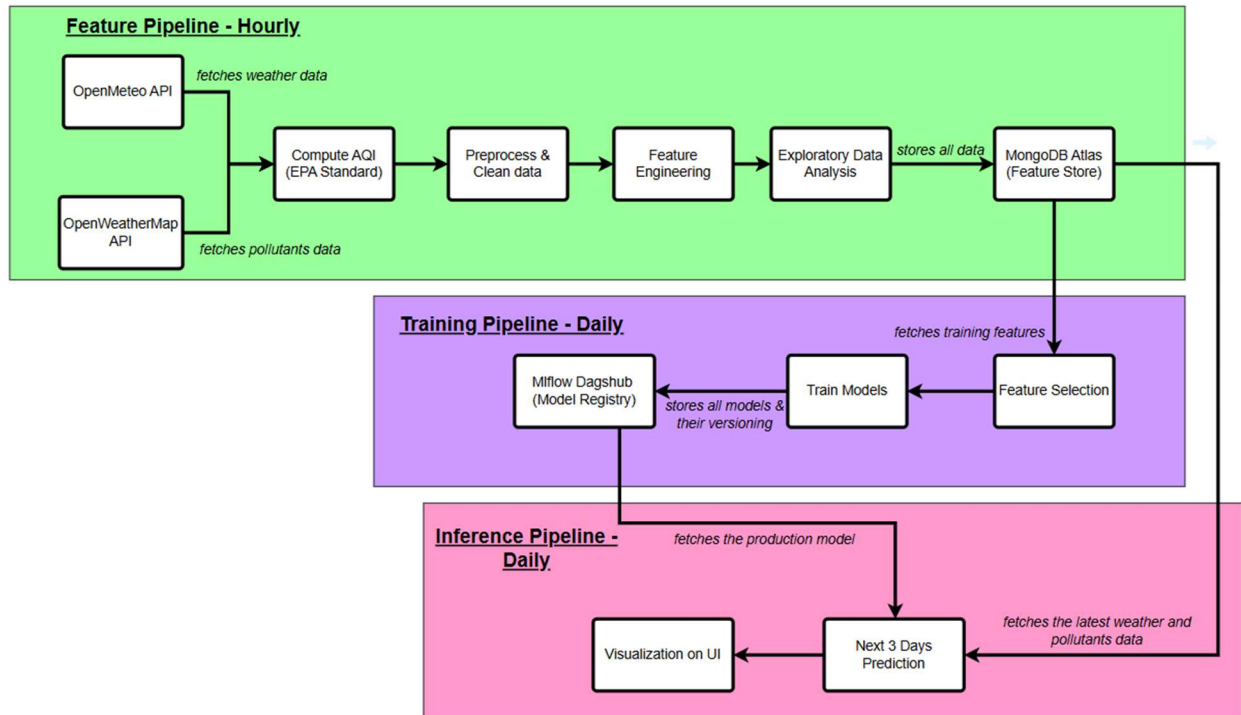 Feature Pipeline - Hourly
OpenMeteo API
fetches weather data
OpenWeatherMap
API
fetches pollutants data
Compute AQI
(EPA Standard)
Preprocess &
Clean data
Feature
Engineering
Exploratory Data
Analysis
stores all data
MongoDB Atlas
(Feature Store)
Training Pipeline - Daily
fetches training features
Feature Selection
Train Models
stores all models &
their versioning
Mlflow Dagshub
(Model Registry)
Inference Pipeline -
Daily
fetches the production model
fetches the latest weather and
pollutants data
Next 3 Days
Prediction
Visualization on UI